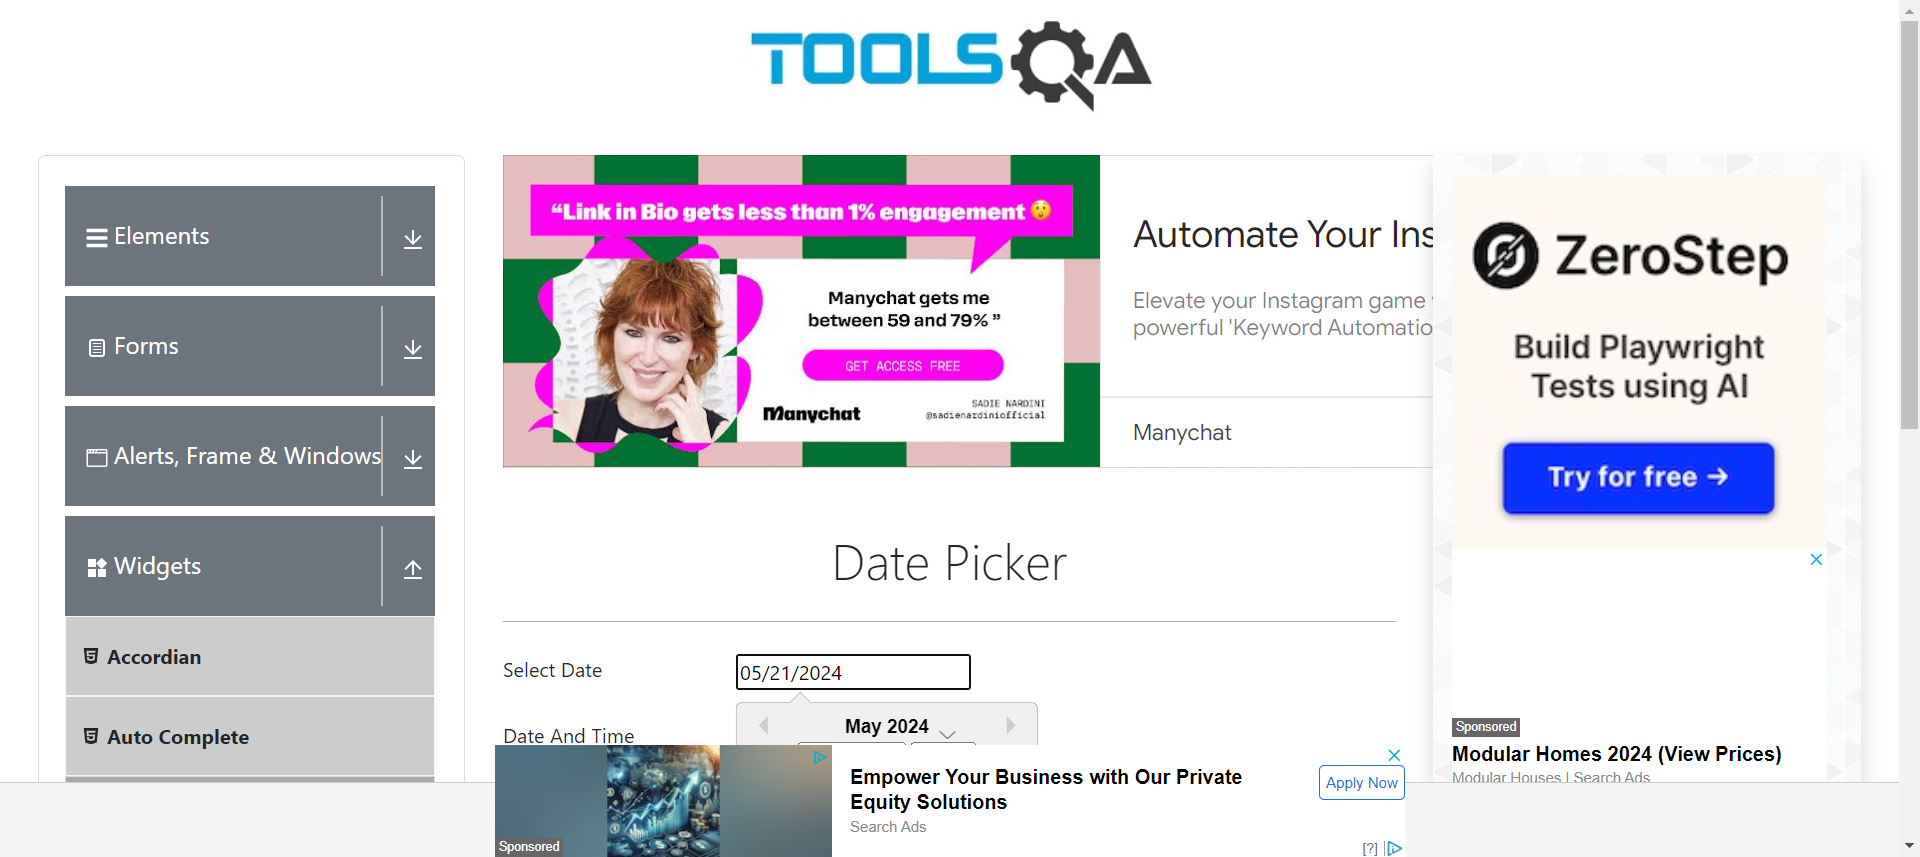 TOOLSQA
Elements
Forms
Alerts, Frame & Windows
Widgets
Accordian
Auto Complete
“Link in Bio gets less than 1% engagement 😲
Manychat gets me
between 59 and 79% ”
GET ACCESS FREE
Manychat
SADIE NARDINI
@sadienardiniofficial
Automate Your Ins
Elevate your Instagram game
powerful 'Keyword Automatio
Manychat
ZeroStep
Build Playwright
Tests using AI
Try for free →
Date Picker
Select Date
05/21/2024
May 2024
Date And Time
Sponsored
Modular Homes 2024 (View Prices)
Modular Houses | Search Ads
Sponsored
Empower Your Business with Our Private
Equity Solutions
Search Ads
Apply Now
[?]